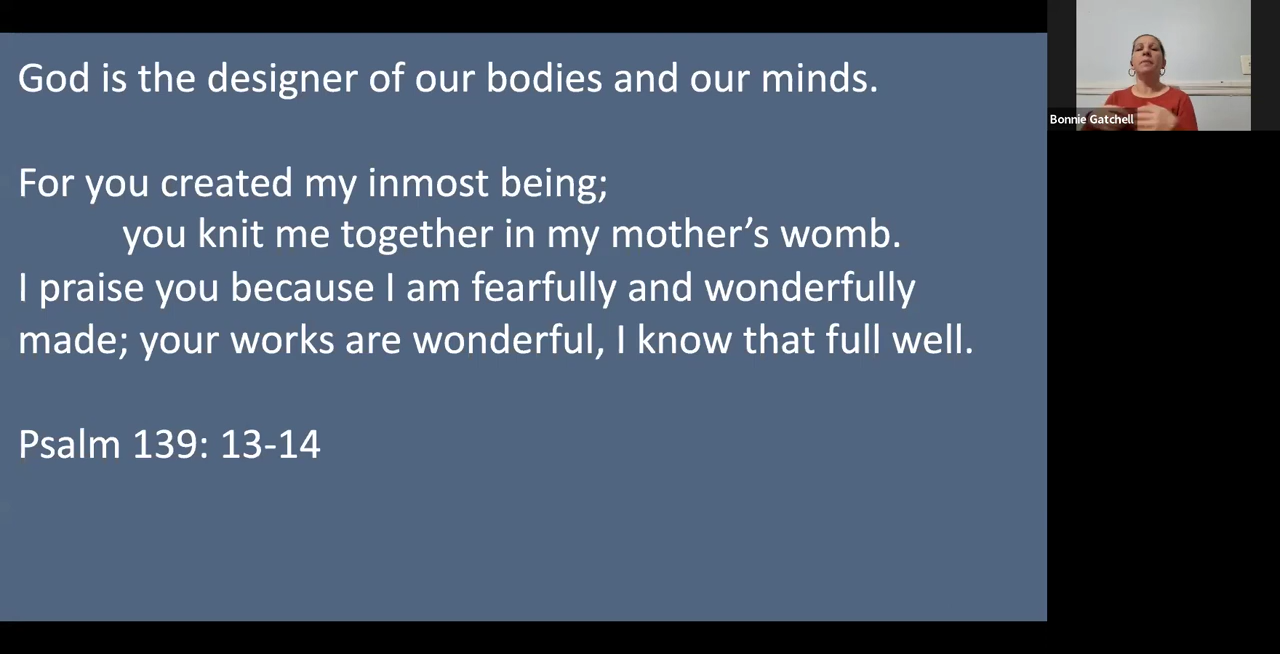 God is the designer of our bodies and our minds.
For you created my inmost being;
you knit me together in my mother’s womb.
I praise you because I am fearfully and wonderfully
made; your works are wonderful, I know that full well.
Psalm 139: 13-14
Bonnie Gatchell